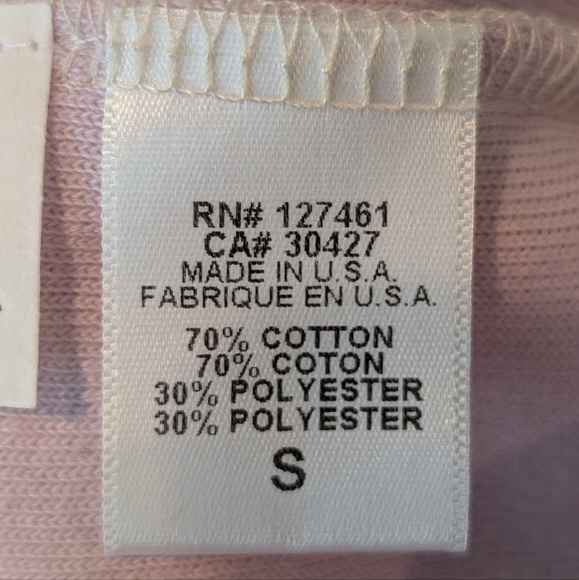 RN# 127461
CA# 30427
MADE IN U.S.A.
FABRIQUE EN U.S.A.
70% COTTON
70% COTON
30% POLYESTER
30% POLYESTER
S